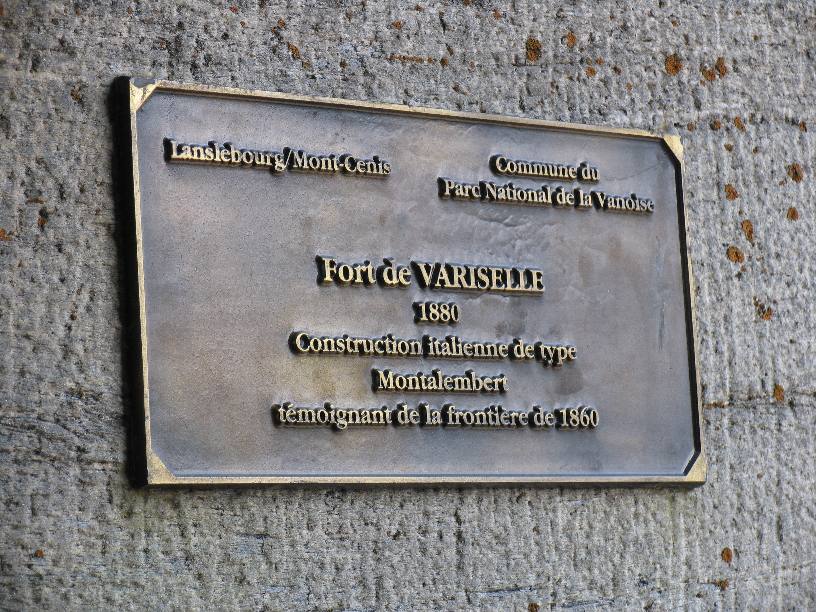 Lanslebourg/Mont-Cenis
Commune du
Parc National de la Vanoise
Fort de VARISELLE
1880
Construction italienne de type
Montalembert
témoignant de la frontière de 1860